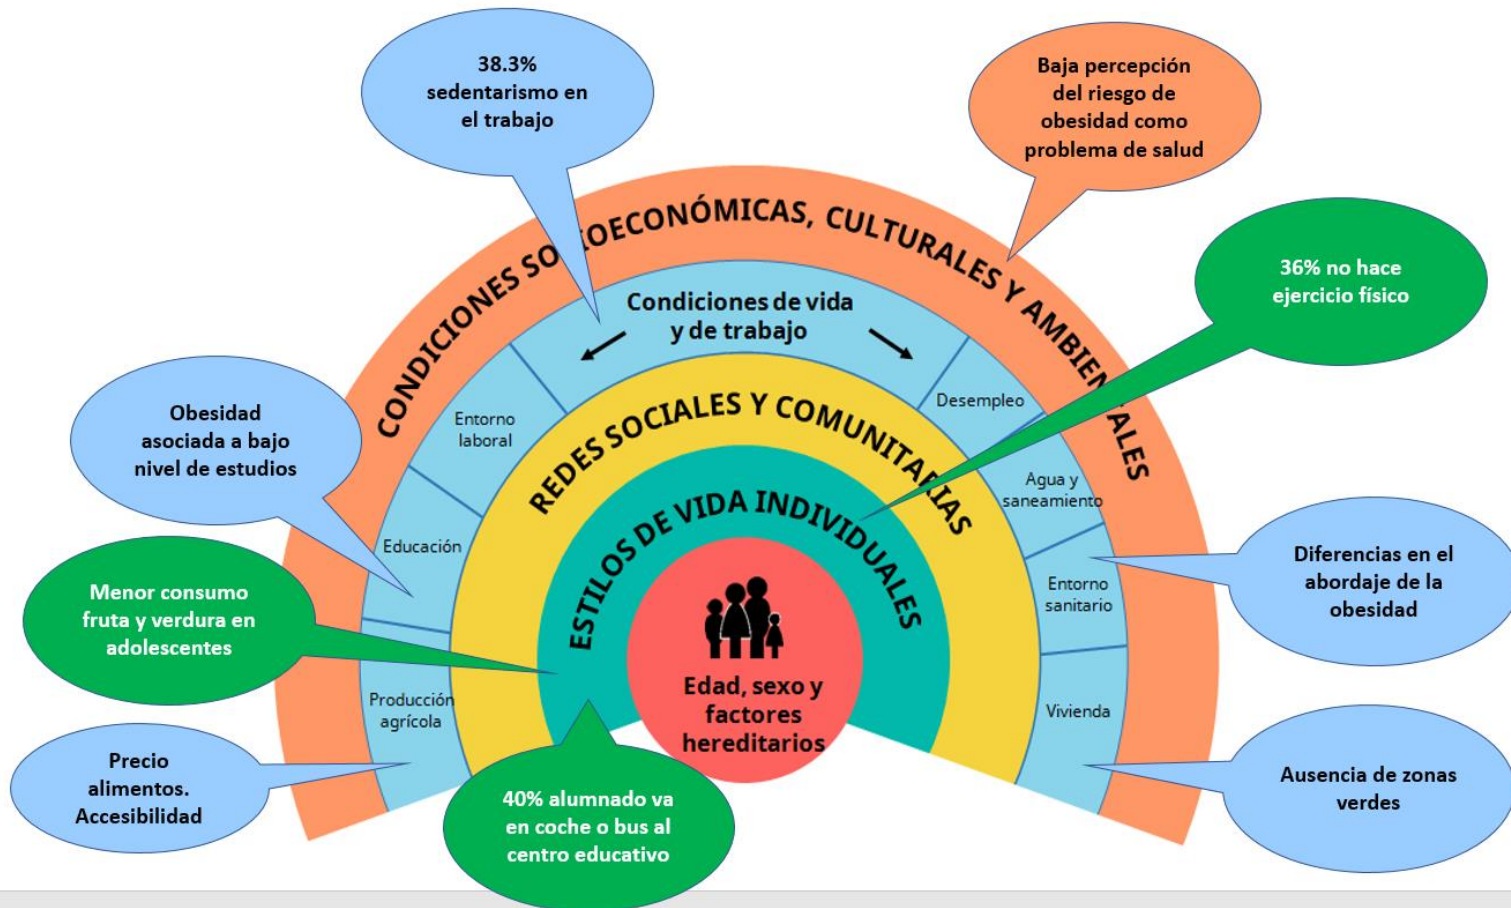 38.3%
sedentarismo en
el trabajo
Baja percepción
del riesgo de
obesidad como
problema de salud
CONDICIONES SOCIOECONÓMICAS, CULTURALES Y AMBIENTALES
36% no hace
ejercicio físico
Condiciones de vida
y de trabajo
Obesidad
asociada a bajo
nivel de estudios
Entorno
laboral
Desempleo
REDES SOCIALES Y COMUNITARIAS
Agua y
saneamiento
ESTILOS DE VIDA INDIVIDUALES
Educación
Diferencias en el
abordaje de la
obesidad
Entorno
sanitario
Menor consumo
fruta y verdura en
adolescentes
Edad, sexo y
factores
hereditarios
Producción
agrícola
Vivienda
Precio
alimentos.
Accesibilidad
40% alumnado va
en coche o bus al
centro educativo
Ausencia de zonas
verdes